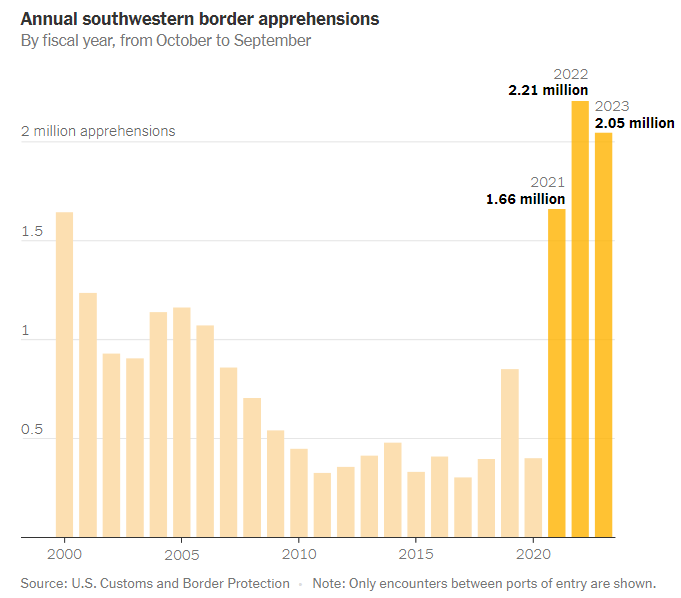 Annual southwestern border apprehensions
By fiscal year, from October to September
2022
2.21 million
2023
2.05 million
2 million apprehensions
2021
1.66 million
1.5
1
0.5
2000 2005 2010 2015 2020
Source: U.S. Customs and Border Protection · Note: Only encounters between ports of entry are shown.